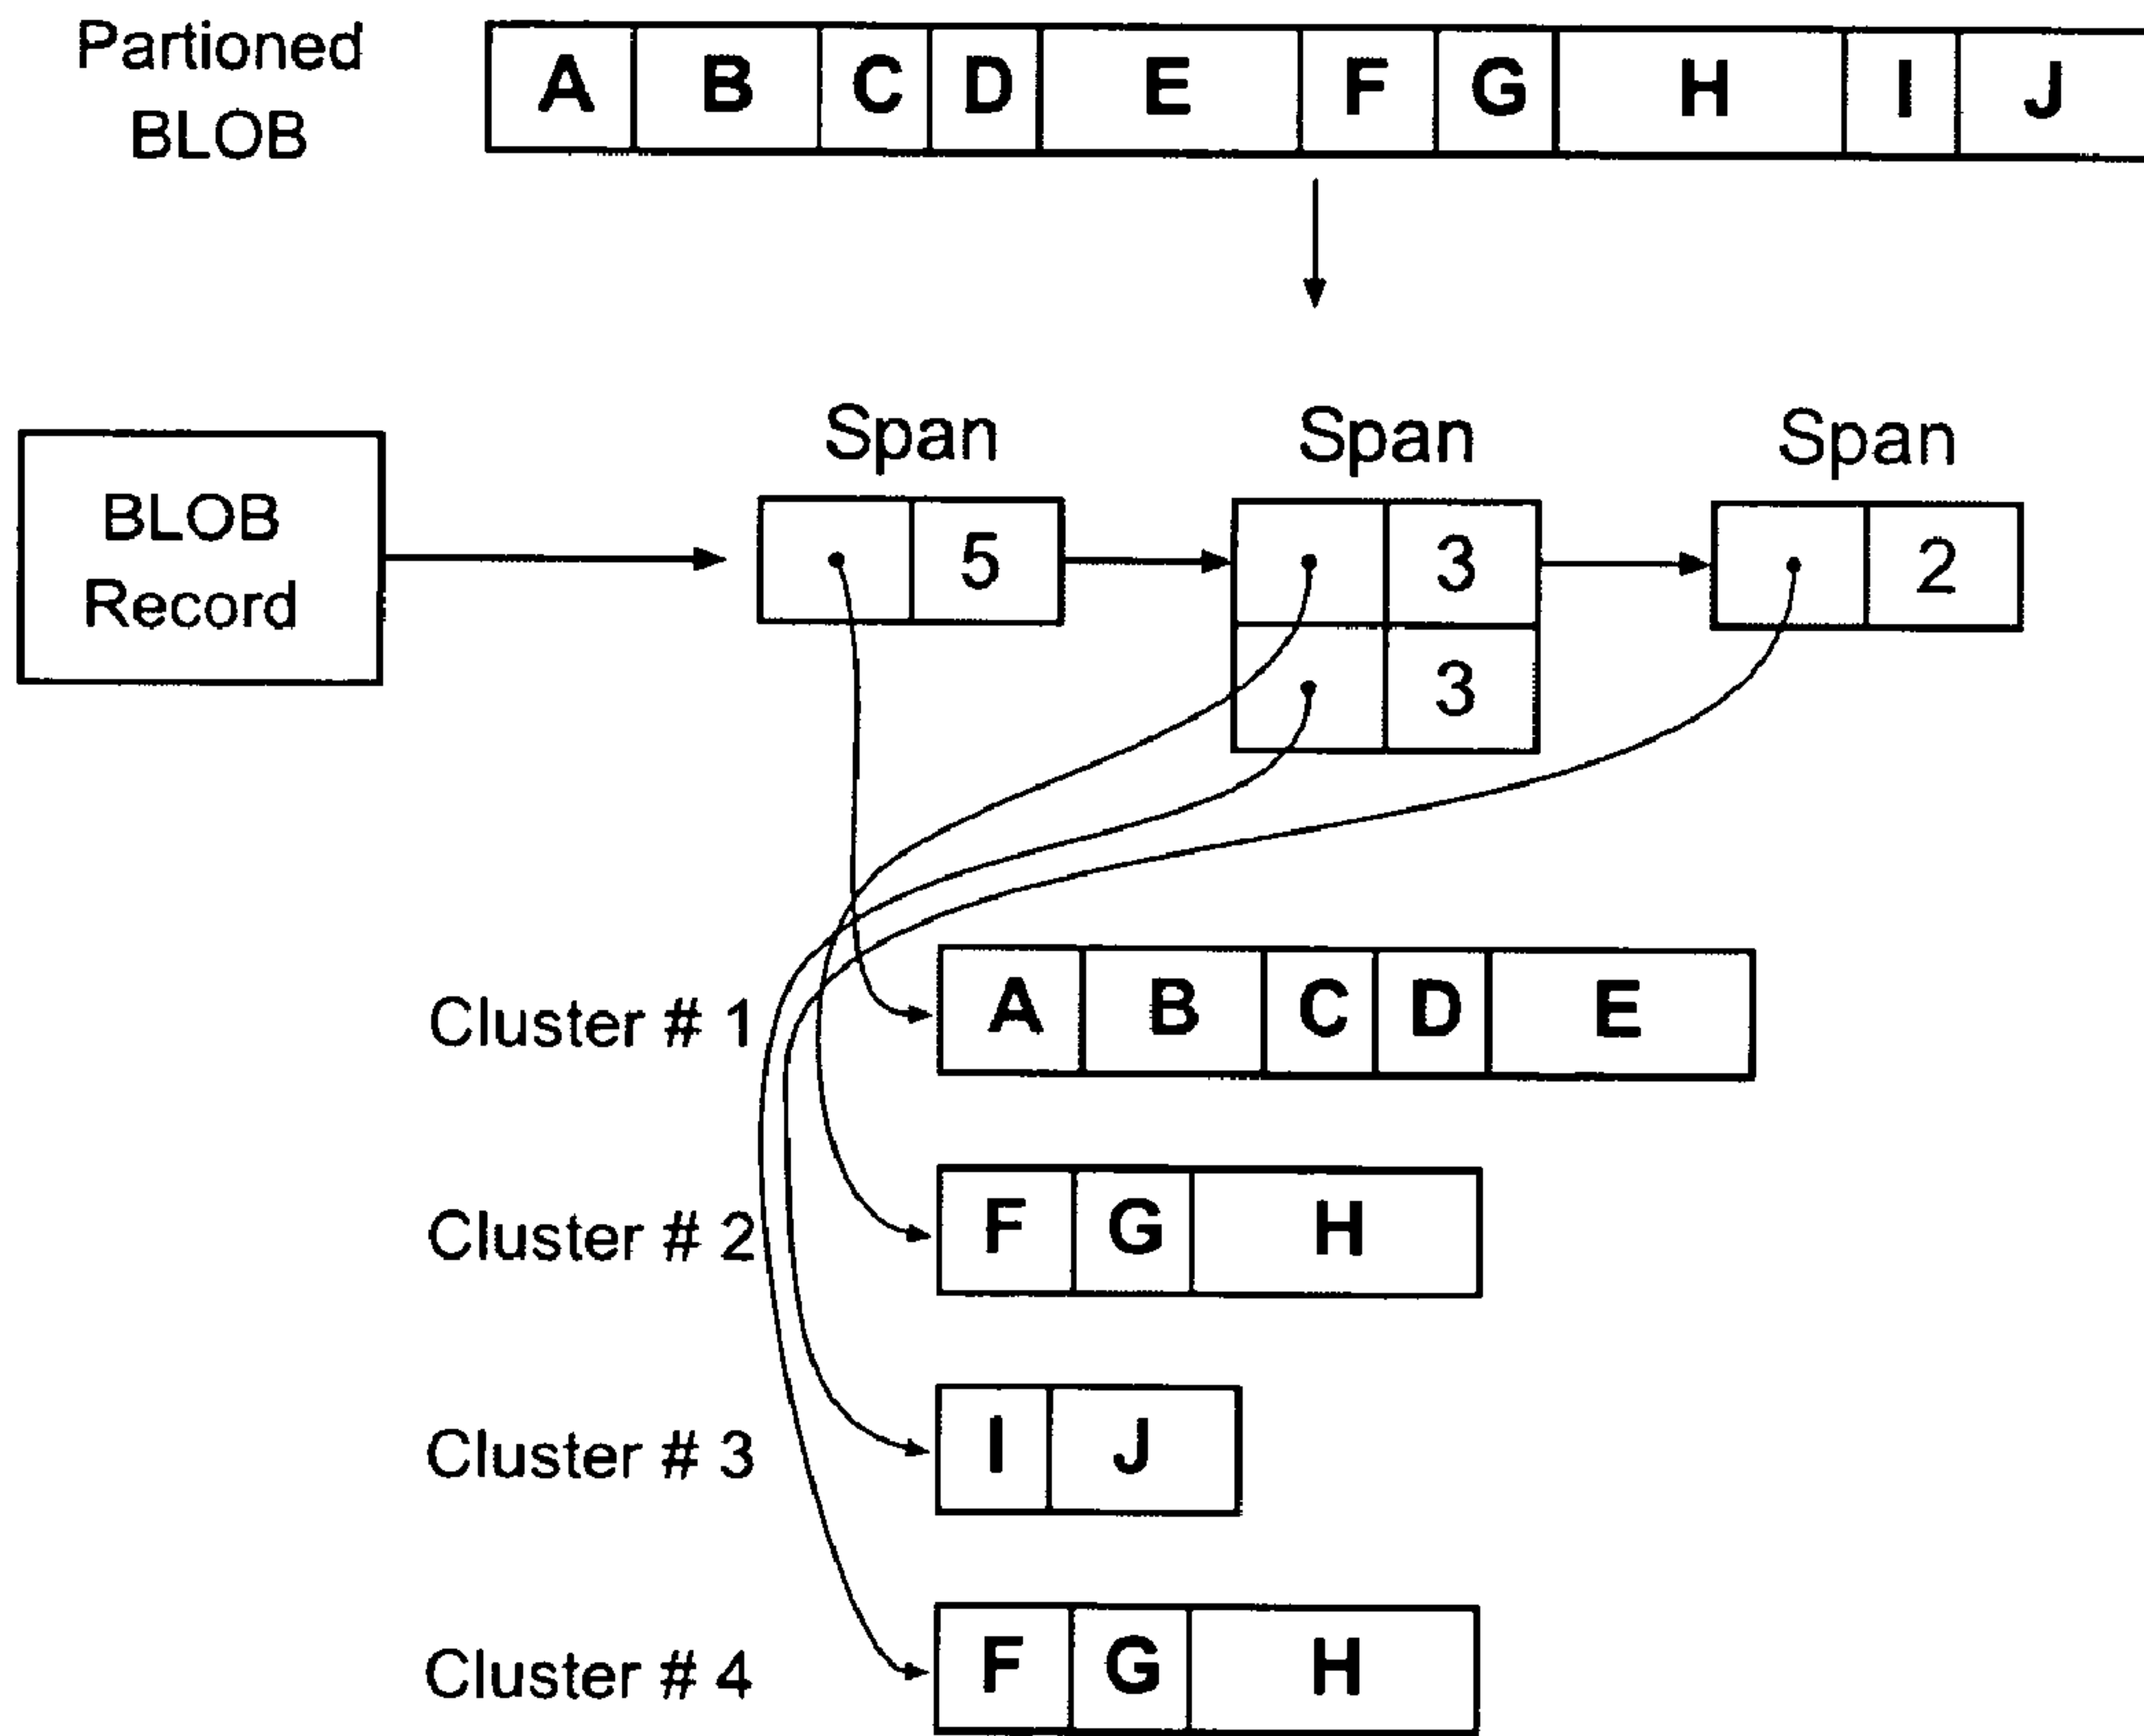 Partioned
BLOB
A B C D E F G H I J
Span Span Span
BLOB
Record
5 3 2
3
Cluster # 1 A B C D E
Cluster # 2 F G H
Cluster # 3 I J
Cluster # 4 F G H